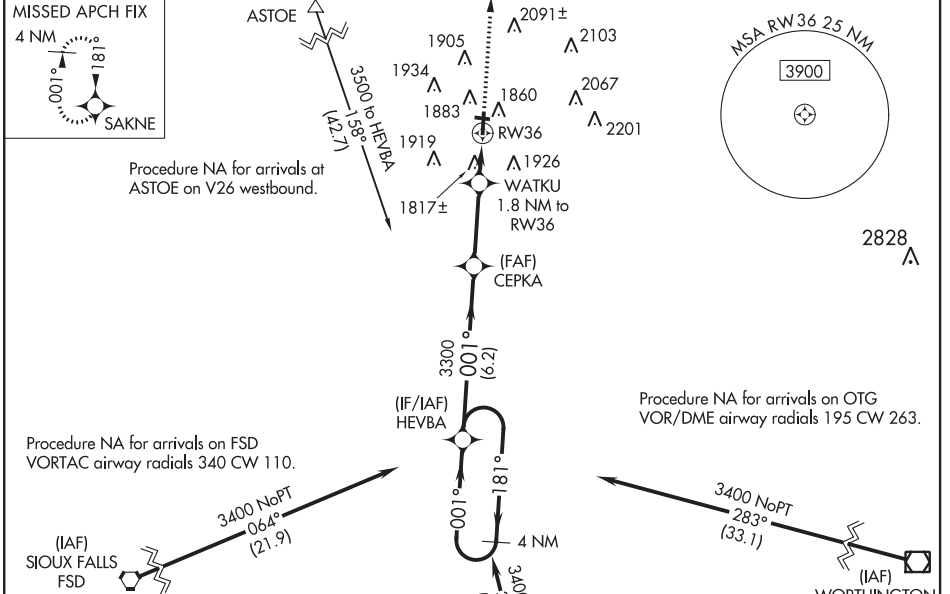 MISSED APCH FIX
4 NM
181°
001°
SAKNE
ASTOE
3500 to HEVBA
158°
(42.7)
Procedure NA for arrivals at
ASTOE on V26 westbound.
2091±
1905
2103
1934
2067
1883
1860
2201
RW36
1919
1926
1817±
WATKU
1.8 NM to
RW36
MSA RW36 25 NM
3900
2828
(FAF)
CEPKA
3300
001°
(6.2)
(IF/IAF)
HEVBA
Procedure NA for arrivals on OTG
VOR/DME airway radials 195 CW 263.
Procedure NA for arrivals on FSD
VORTAC airway radials 340 CW 110.
001°
181°
4 NM
3400 NoPT
064°
(21.9)
(IAF)
SIOUX FALLS
FSD
3400 NoPT
283°
(33.1)
(IAF)
WORTHINGTON
3400